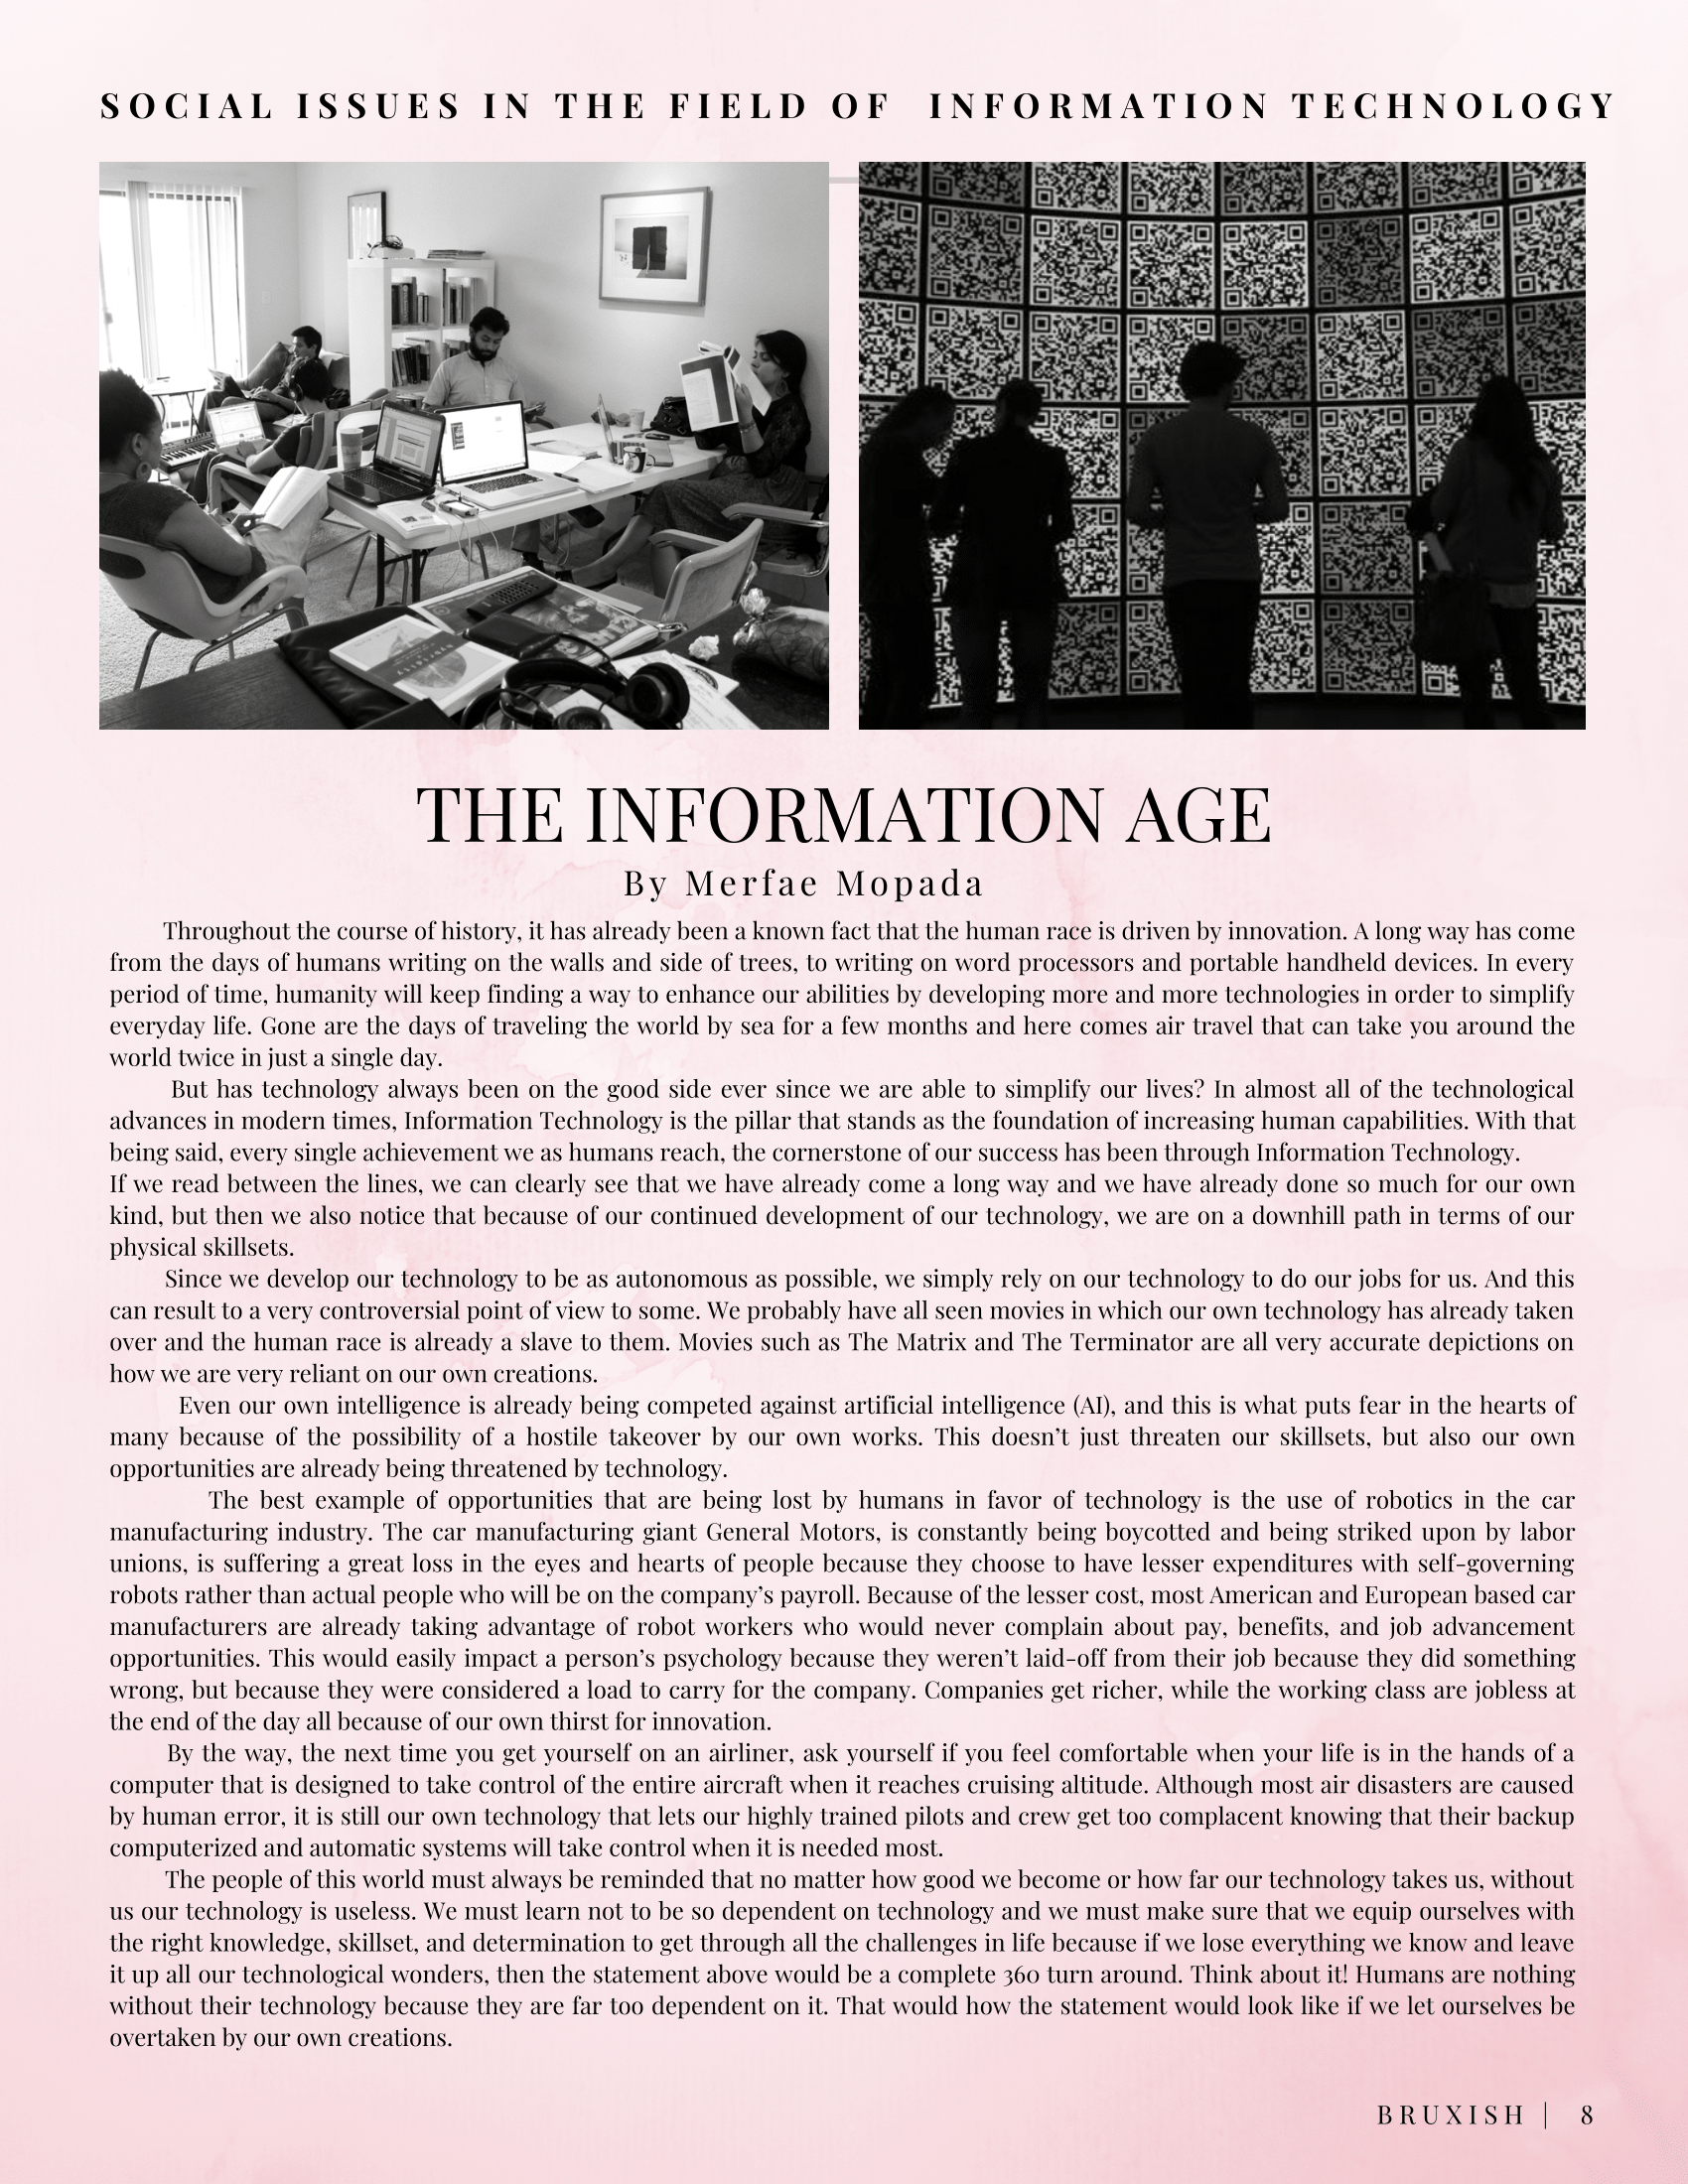 SOCIAL ISSUES IN THE FIELD OF INFORMATION TECHNOLOGY
THE INFORMATION AGE
By Merfae Mopada
Throughout the course of history, it has already been a known fact that the human race is driven by innovation. A long way has come
from the days of humans writing on the walls and side of trees, to writing on word processors and portable handheld devices. In every
period of time, humanity will keep finding a way to enhance our abilities by developing more and more technologies in order to simplify
everyday life. Gone are the days of traveling the world by sea for a few months and here comes air travel that can take you around the
world twice in just a single day.
But has technology always been on the good side ever since we are able to simplify our lives? In almost all of the technological
advances in modern times, Information Technology is the pillar that stands as the foundation of increasing human capabilities. With that
being said, every single achievement we as humans reach, the cornerstone of our success has been through Information Technology.
If we read between the lines, we can clearly see that we have already come a long way and we have already done so much for our own
kind, but then we also notice that because of our continued development of our technology, we are on a downhill path in terms of our
physical skillsets.
Since we develop our technology to be as autonomous as possible, we simply rely on our technology to do our jobs for us. And this
can result to a very controversial point of view to some. We probably have all seen movies in which our own technology has already taken
over and the human race is already a slave to them. Movies such as The Matrix and The Terminator are all very accurate depictions on
how we are very reliant on our own creations.
Even our own intelligence is already being competed against artificial intelligence (AI), and this is what puts fear in the hearts of
many because of the possibility of a hostile takeover by our own works. This doesn’t just threaten our skillsets, but also our own
opportunities are already being threatened by technology.
The best example of opportunities that are being lost by humans in favor of technology is the use of robotics in the car
manufacturing industry. The car manufacturing giant General Motors, is constantly being boycotted and being striked upon by labor
unions, is suffering a great loss in the eyes and hearts of people because they choose to have lesser expenditures with self-governing
robots rather than actual people who will be on the company’s payroll. Because of the lesser cost, most American and European based car
manufacturers are already taking advantage of robot workers who would never complain about pay, benefits, and job advancement
opportunities. This would easily impact a person’s psychology because they weren’t laid-off from their job because they did something
wrong, but because they were considered a load to carry for the company. Companies get richer, while the working class are jobless at
the end of the day all because of our own thirst for innovation.
By the way, the next time you get yourself on an airliner, ask yourself if you feel comfortable when your life is in the hands of a
computer that is designed to take control of the entire aircraft when it reaches cruising altitude. Although most air disasters are caused
by human error, it is still our own technology that lets our highly trained pilots and crew get too complacent knowing that their backup
computerized and automatic systems will take control when it is needed most.
The people of this world must always be reminded that no matter how good we become or how far our technology takes us, without
us our technology is useless. We must learn not to be so dependent on technology and we must make sure that we equip ourselves with
the right knowledge, skillset, and determination to get through all the challenges in life because if we lose everything we know and leave
it up all our technological wonders, then the statement above would be a complete 360 turn around. Think about it! Humans are nothing
without their technology because they are far too dependent on it. That would how the statement would look like if we let ourselves be
overtaken by our own creations.
BRUXISH | 8